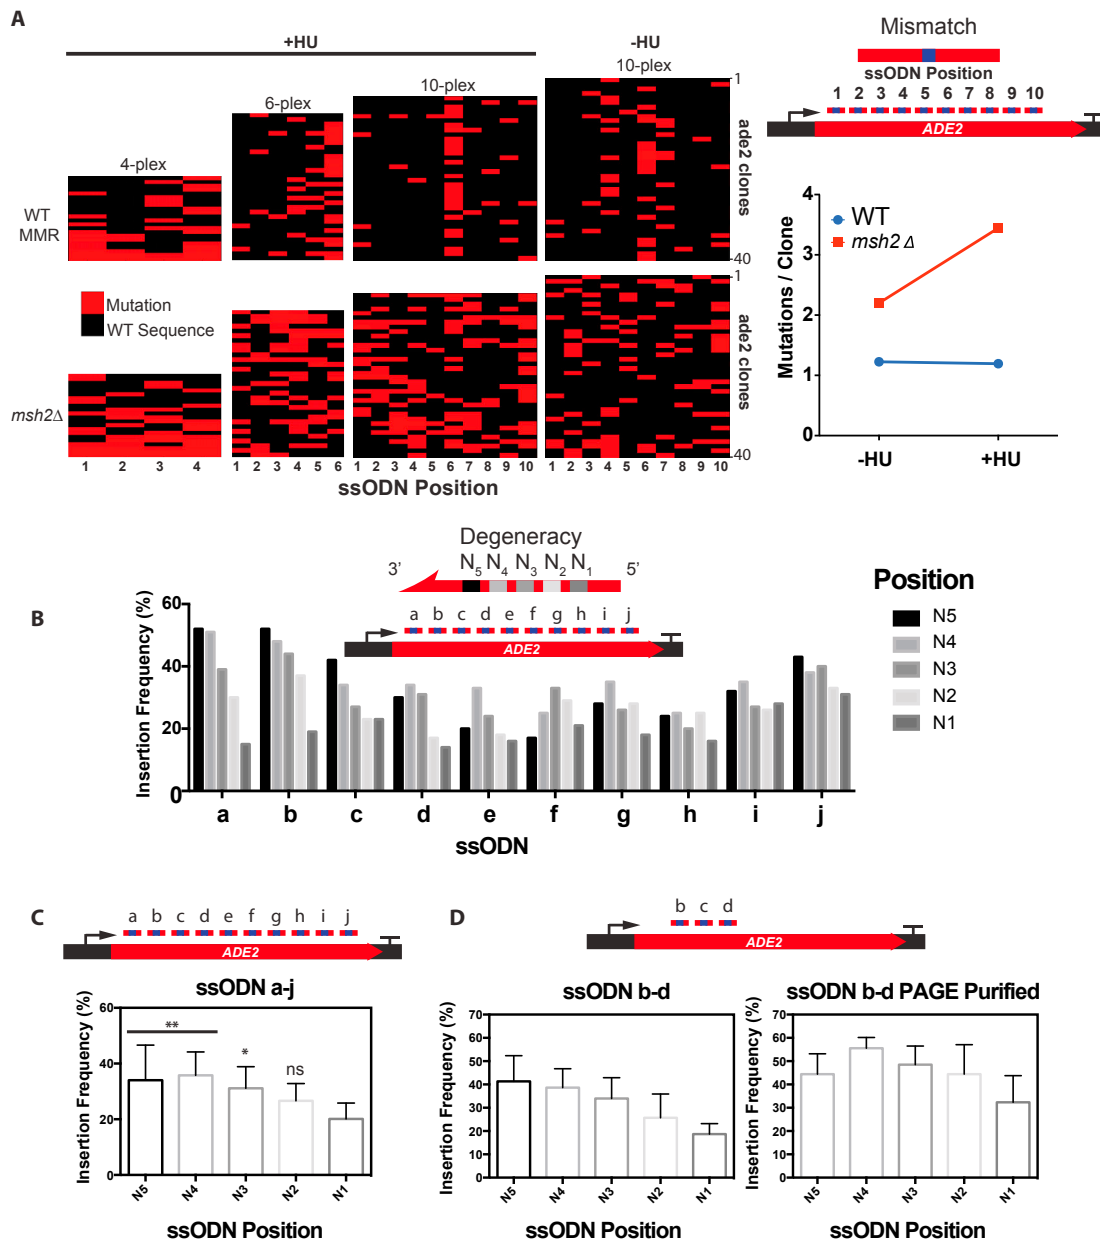 A
+HU
-HU
4-plex
6-plex
10-plex
10-plex
WT
MMR
msh2Δ
Mutation
WT Sequence
1
ade2 clones
40
1
ade2 clones
40
1 2 3 4
1 2 3 4 5 6
1 2 3 4 5 6 7 8 9 10
1 2 3 4 5 6 7 8 9 10
ssODN Position
Mismatch
ssODN Position
1 2 3 4 5 6 7 8 9 10
ADE2
Mutations / Clone
4
3
2
1
0
WT
msh2 Δ
-HU
+HU
B
Degeneracy
N5 N4 N3 N2 N1
3’
5’
a b c d e f g h i j
ADE2
Insertion Frequency (%)
60
40
20
0
a b c d e f g h i j
ssODN
Position
N5
N4
N3
N2
N1
C
a b c d e f g h i j
ADE2
ssODN a-j
Insertion Frequency (%)
60
40
20
0
**
*
ns
N5 N4 N3 N2 N1
ssODN Position
D
b c d
ADE2
ssODN b-d
Insertion Frequency (%)
70
60
50
40
30
20
10
0
N5 N4 N3 N2 N1
ssODN Position
ssODN b-d PAGE Purified
Insertion Frequency (%)
70
60
50
40
30
20
10
0
N5 N4 N3 N2 N1
ssODN Position